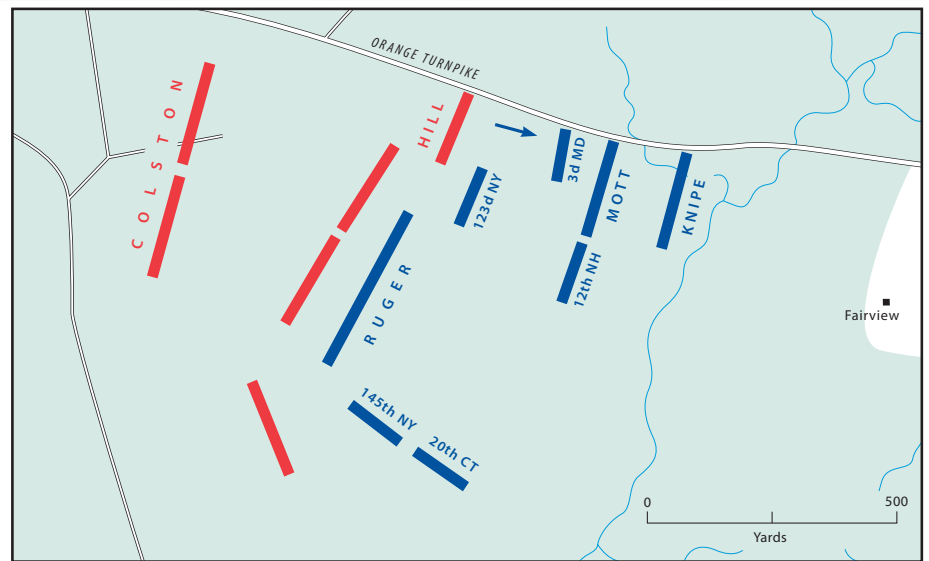 ORANGE TURNPIKE
COLSTON
HILL
3d MD
123d NY
MOTT
KNIPE
12th NH
RUGER
Fairview
145th NY
20th CT
0 500
Yards